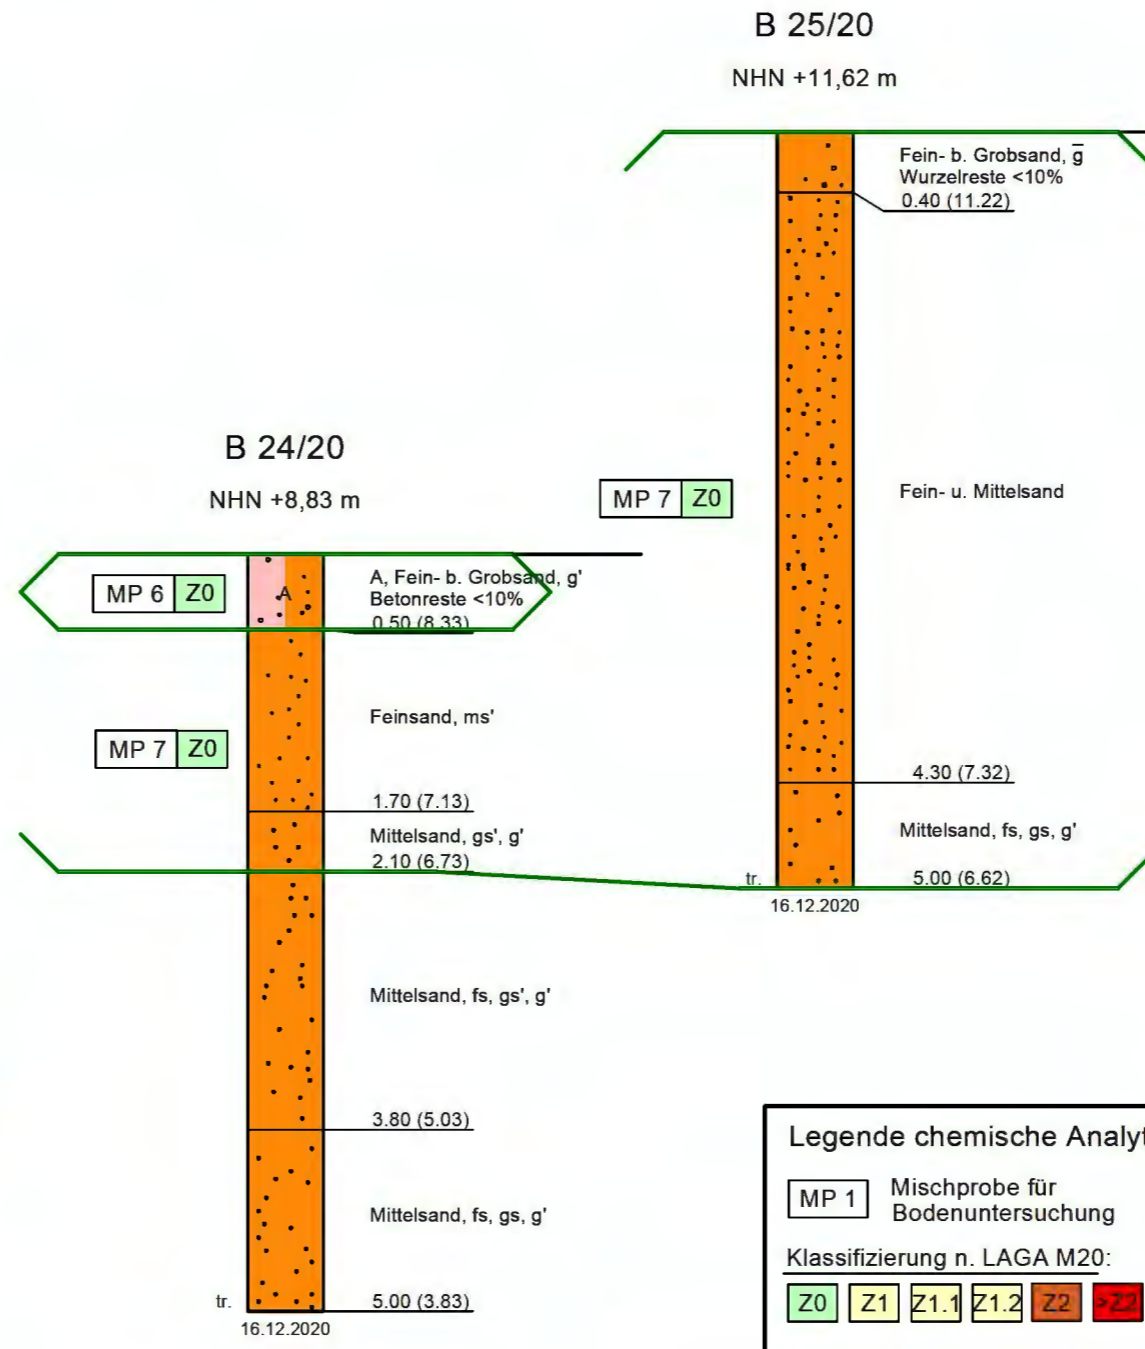 B 25/20
NHN +11,62 m
Fein- b. Grobsand, g̅
Wurzelreste <10%
0.40 (11.22)
Fein- u. Mittelsand
MP 7 Z0
4.30 (7.32)
Mittelsand, fs, gs, g'
tr.
5.00 (6.62)
16.12.2020
B 24/20
NHN +8,83 m
MP 6 Z0
A
A, Fein- b. Grobsand, g'
Betonreste <10%
0.50 (8.33)
Feinsand, ms'
MP 7 Z0
1.70 (7.13)
Mittelsand, gs', g'
2.10 (6.73)
Mittelsand, fs, gs', g'
3.80 (5.03)
Mittelsand, fs, gs, g'
tr.
5.00 (3.83)
16.12.2020
Legende chemische Analyt
MP 1
Mischprobe für
Bodenuntersuchung
Klassifizierung n. LAGA M20:
Z0 Z1 Z1.1 Z1.2 Z2 >Z2